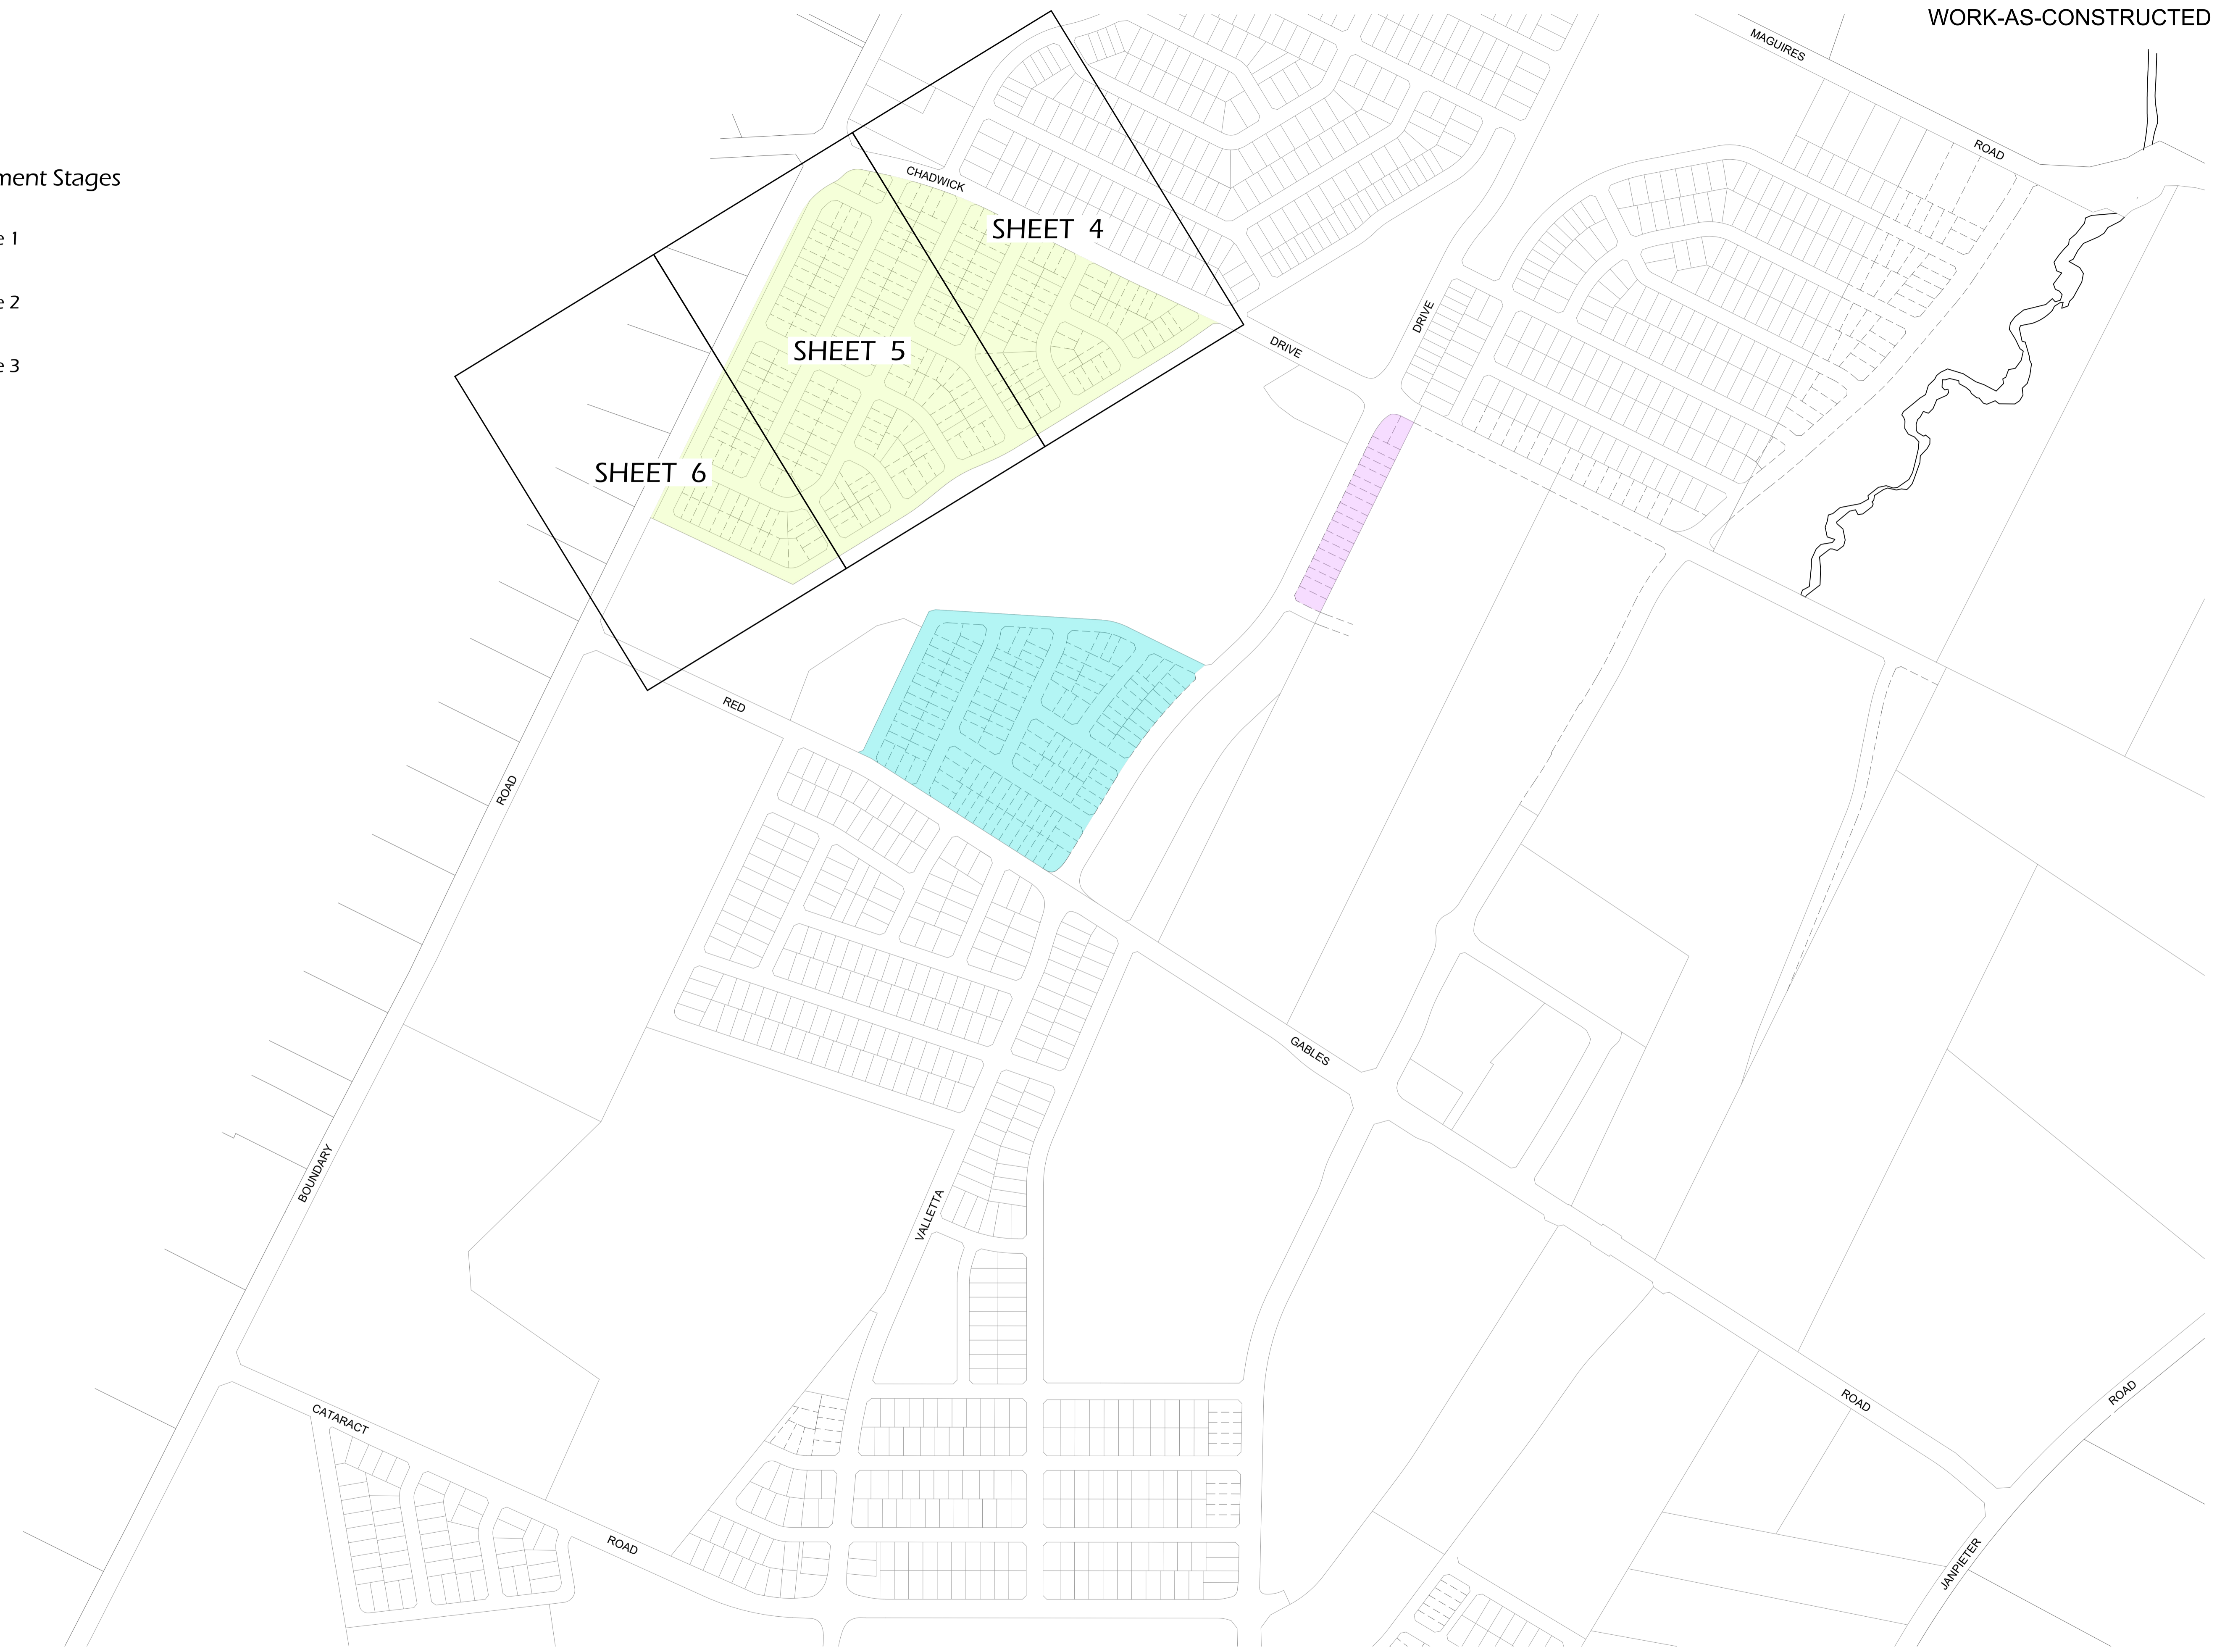 WORK-AS-CONSTRUCTED
MAGUIRES
ROAD
ment Stages
CHADWICK
SHEET 4
e 1
e 2
DRIVE
DRIVE
SHEET 5
e 3
SHEET 6
RED
ROAD
GABLES
BOUNDARY
VALLETTA
ROAD
ROAD
CATARACT
ROAD
JANPIETER